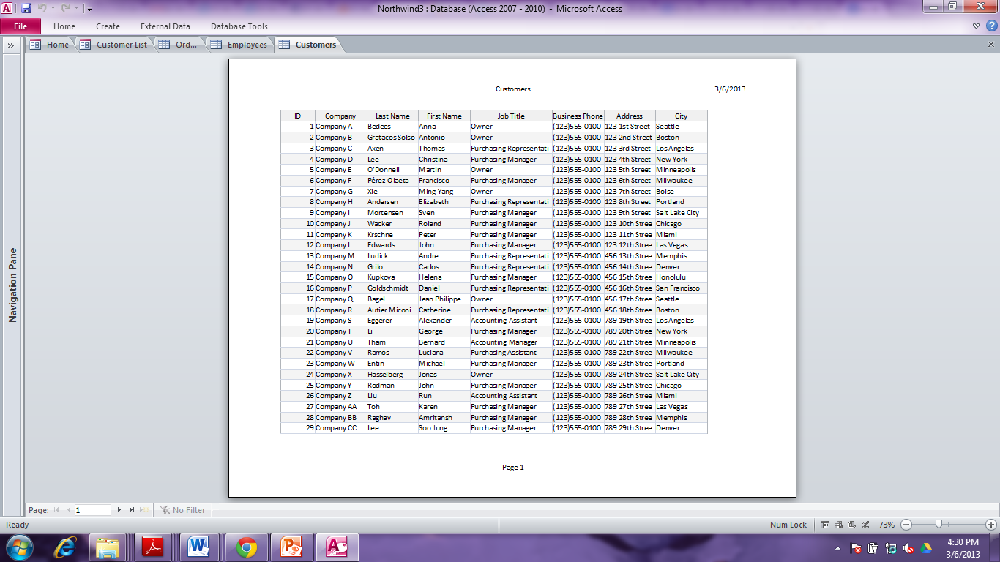 Northwind3 : Database (Access 2007 - 2010) - Microsoft Access
File Home Create External Data Database Tools
Home Customer List Ord... Employees Customers
Navigation Pane
Customers 3/6/2013
ID Company Last Name First Name Job Title Business Phone Address City
1 Company A Bedecs Anna Owner (123)555-0100 123 1st Street Seattle
2 Company B Gratacos Solso Antonio Owner (123)555-0100 123 2nd Street Boston
3 Company C Axen Thomas Purchasing Representati (123)555-0100 123 3rd Street Los Angelas
4 Company D Lee Christina Purchasing Manager (123)555-0100 123 4th Street New York
5 Company E O'Donnell Martin Owner (123)555-0100 123 5th Street Minneapolis
6 Company F Pérez-Olaeta Francisco Purchasing Manager (123)555-0100 123 6th Street Milwaukee
7 Company G Xie Ming-Yang Owner (123)555-0100 123 7th Street Boise
8 Company H Andersen Elizabeth Purchasing Representati (123)555-0100 123 8th Street Portland
9 Company I Mortensen Sven Purchasing Manager (123)555-0100 123 9th Street Salt Lake City
10 Company J Wacker Roland Purchasing Manager (123)555-0100 123 10th Stree Chicago
11 Company K Krschne Peter Purchasing Manager (123)555-0100 123 11th Stree Miami
12 Company L Edwards John Purchasing Manager (123)555-0100 123 12th Stree Las Vegas
13 Company M Ludick Andre Purchasing Representati (123)555-0100 456 13th Stree Memphis
14 Company N Grilo Carlos Purchasing Representati (123)555-0100 456 14th Stree Denver
15 Company O Kupkova Helena Purchasing Manager (123)555-0100 456 15th Stree Honolulu
16 Company P Goldschmidt Daniel Purchasing Representati (123)555-0100 456 16th Stree San Francisco
17 Company Q Bagel Jean Philippe Owner (123)555-0100 456 17th Stree Seattle
18 Company R Autier Miconi Catherine Purchasing Representati (123)555-0100 456 18th Stree Boston
19 Company S Eggerer Alexander Accounting Assistant (123)555-0100 789 19th Stree Los Angelas
20 Company T Li George Purchasing Manager (123)555-0100 789 20th Stree New York
21 Company U Tham Bernard Accounting Manager (123)555-0100 789 21th Stree Minneapolis
22 Company V Ramos Luciana Purchasing Assistant (123)555-0100 789 22th Stree Milwaukee
23 Company W Entin Michael Purchasing Manager (123)555-0100 789 23th Stree Portland
24 Company X Hasselberg Jonas Owner (123)555-0100 789 24th Stree Salt Lake City
25 Company Y Rodman John Purchasing Manager (123)555-0100 789 25th Stree Chicago
26 Company Z Liu Run Accounting Assistant (123)555-0100 789 26th Stree Miami
27 Company AA Toh Karen Purchasing Manager (123)555-0100 789 27th Stree Las Vegas
28 Company BB Raghav Amritansh Purchasing Manager (123)555-0100 789 28th Stree Memphis
29 Company CC Lee Soo Jung Purchasing Manager (123)555-0100 789 29th Stree Denver
Page 1
Page: 1 No Filter
Ready Num Lock 73%
4:30 PM
3/6/2013